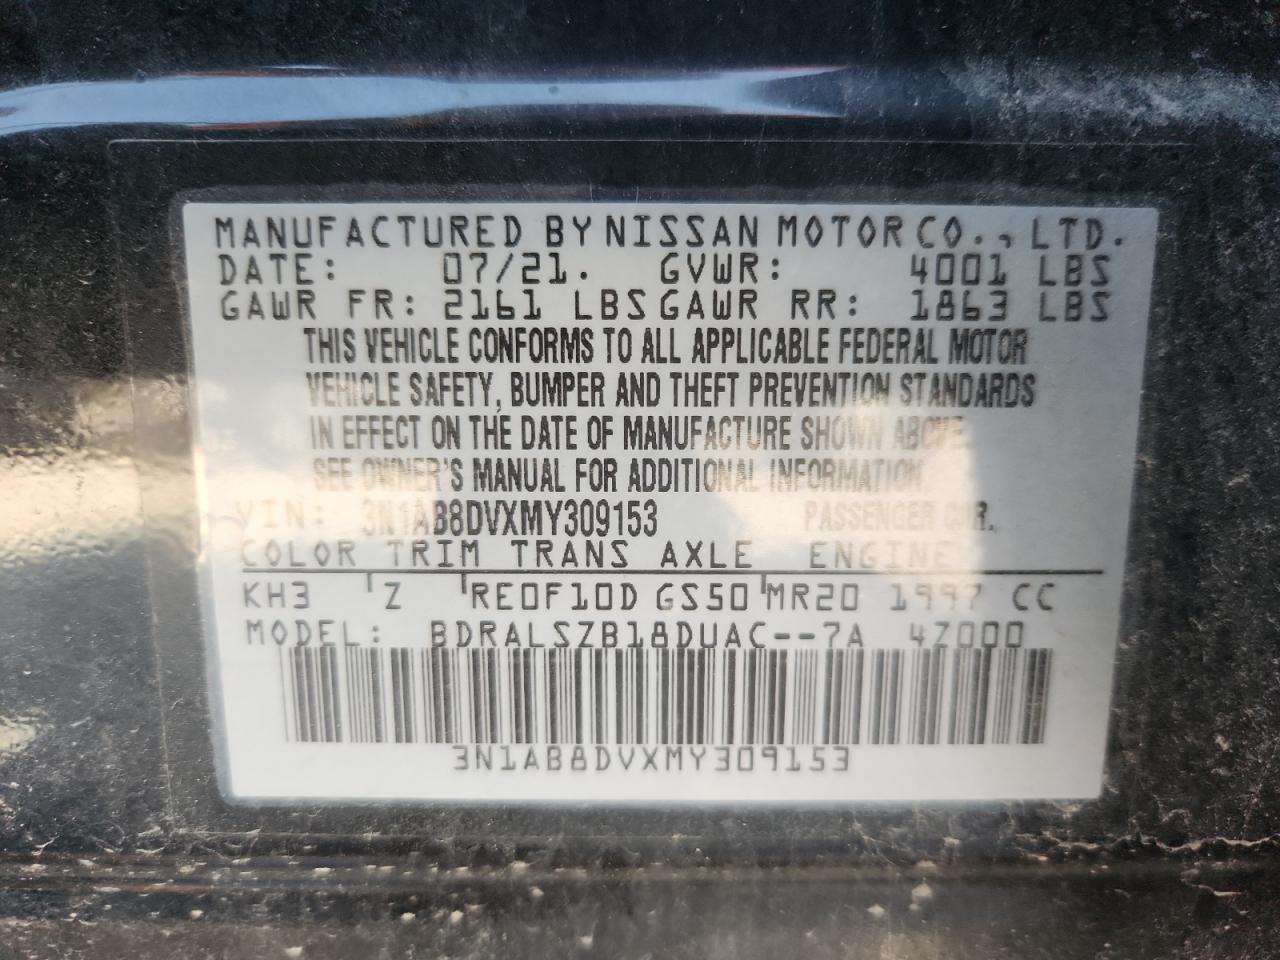 MANUFACTURED BY NISSAN MOTOR CO., LTD.
DATE: 07/21. GVWR: 4001 LBS
GAWR FR: 2161 LBS GAWR RR: 1863 LBS
THIS VEHICLE CONFORMS TO ALL APPLICABLE FEDERAL MOTOR
VEHICLE SAFETY, BUMPER AND THEFT PREVENTION STANDARDS
IN EFFECT ON THE DATE OF MANUFACTURE SHOWN ABOVE
SEE OWNER'S MANUAL FOR ADDITIONAL INFORMATION
VIN: 3N1AB8DVXMY309153 PASSENGER CAR.
COLOR TRIM TRANS AXLE ENGINE
KH3 Z RE0F10D GS50 MR20 1997 CC
MODEL: BDRALSZB18DUAC--7A 4Z000
3N1AB8DVXMY309153